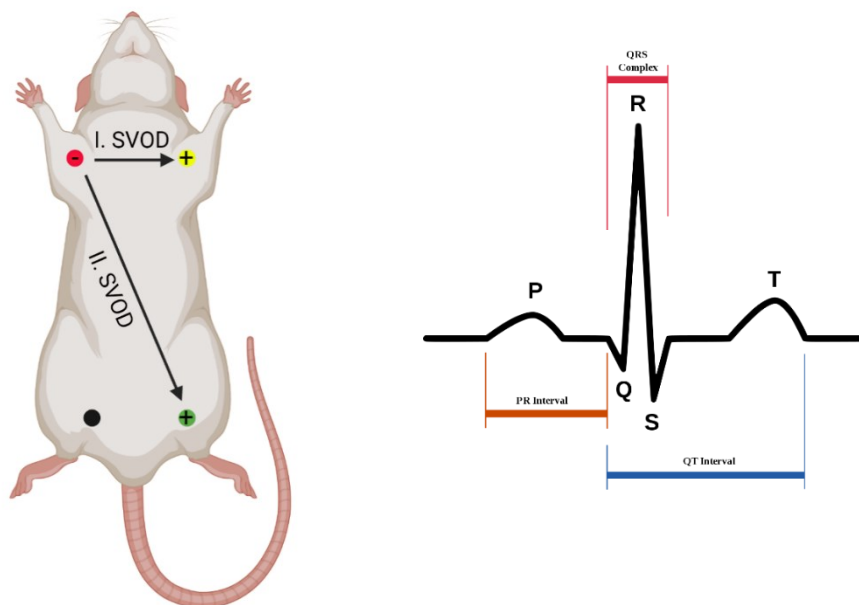 I. SVOD
-
+
II. SVOD
+
QRS
Complex
R
P
T
Q
S
PR Interval
QT Interval